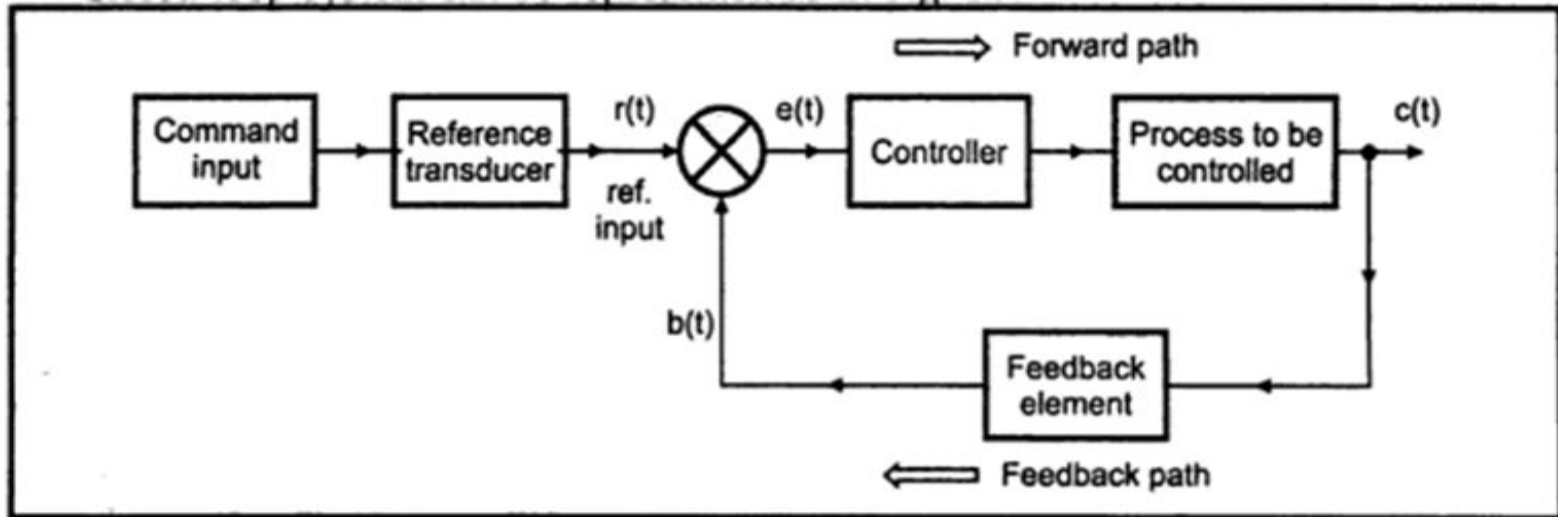 Forward path
Command
input
Reference
transducer
r(t)
ref.
input
e(t)
Controller
Process to be
controlled
c(t)
b(t)
Feedback
element
Feedback path